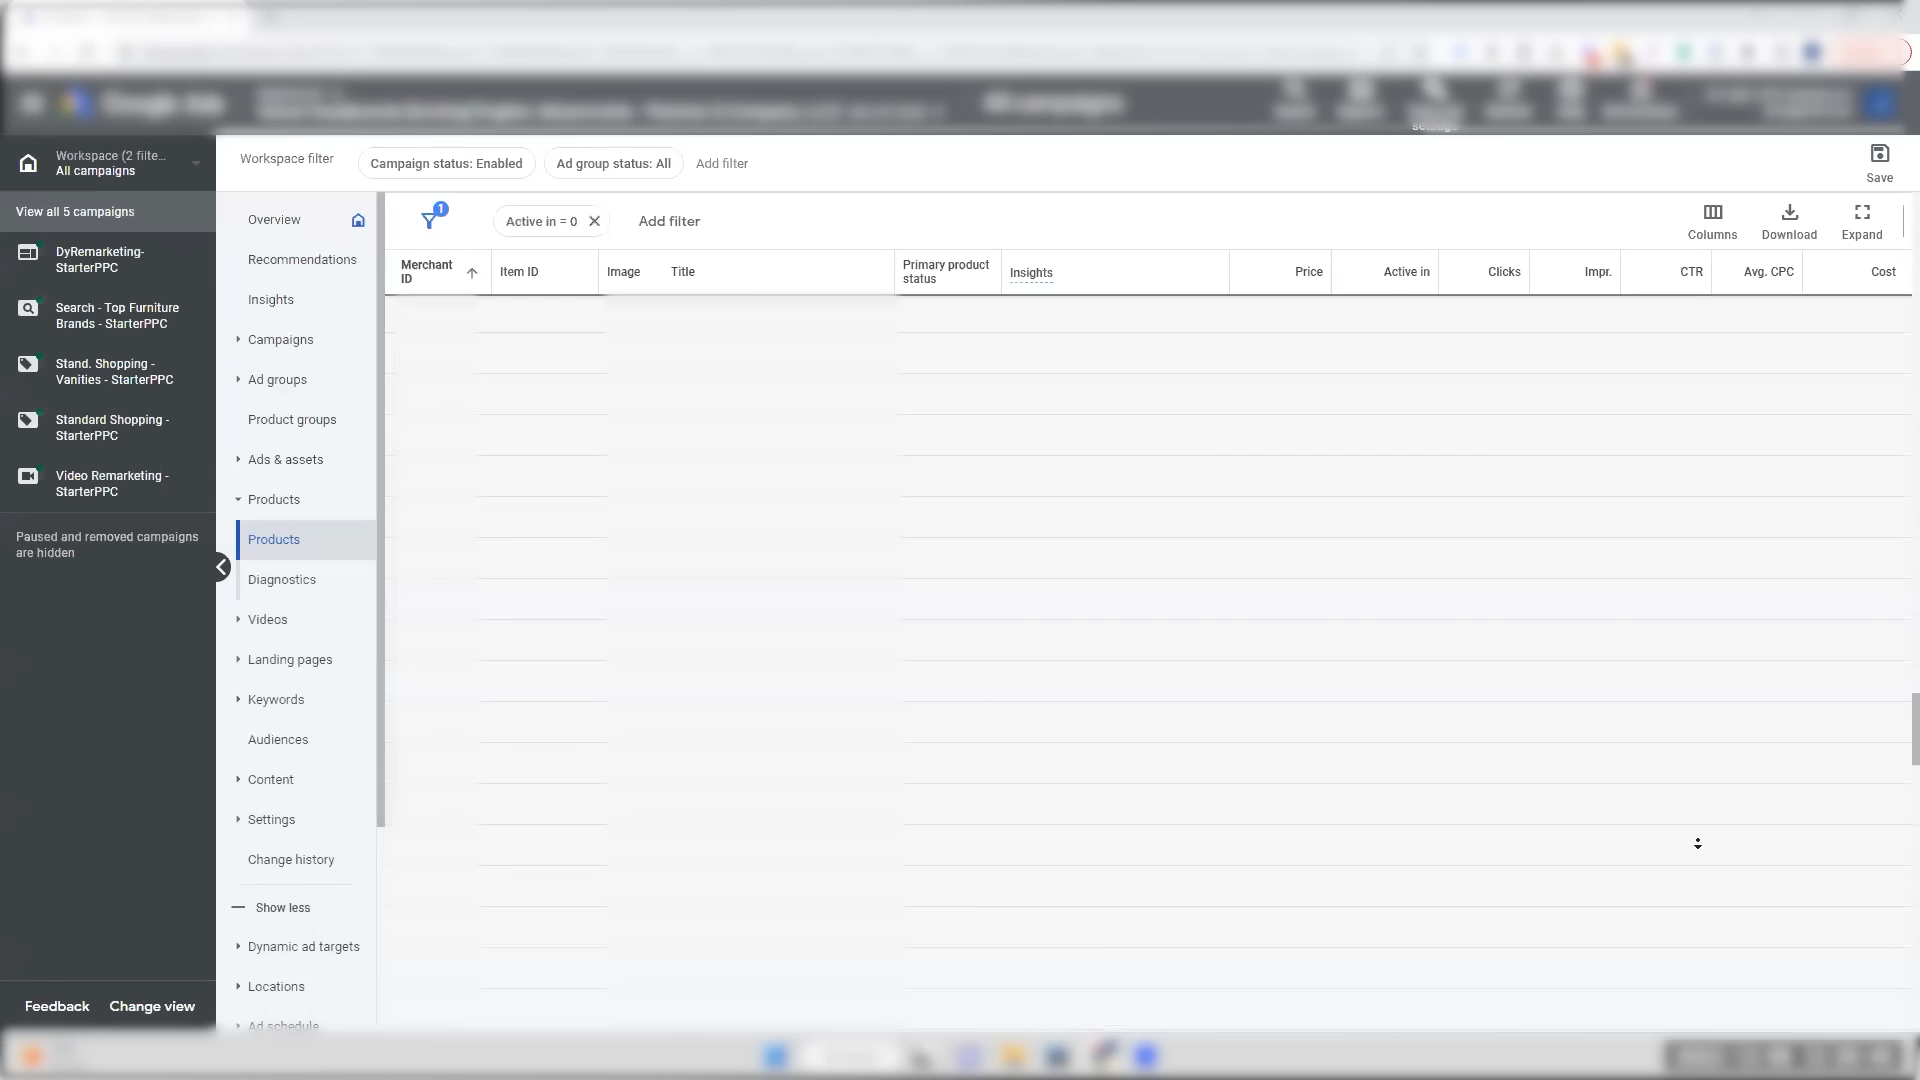 Google Ads
All campaigns
settings
Workspace (2 filte...
All campaigns
Workspace filter
Campaign status: Enabled
Ad group status: All
Add filter
Save
View all 5 campaigns
DyRemarketing-
StarterPPC
Search - Top Furniture
Brands - StarterPPC
Stand. Shopping -
Vanities - StarterPPC
Standard Shopping -
StarterPPC
Video Remarketing -
StarterPPC
Paused and removed campaigns
are hidden
Feedback
Change view
Overview
Recommendations
Insights
Campaigns
Ad groups
Product groups
Ads & assets
Products
Products
Diagnostics
Videos
Landing pages
Keywords
Audiences
Content
Settings
Change history
Show less
Dynamic ad targets
Locations
Ad schedule
1
Active in = 0
Add filter
Columns
Download
Expand
Merchant
ID
Item ID
Image
Title
Primary product
status
Insights
Price
Active in
Clicks
Impr.
CTR
Avg. CPC
Cost